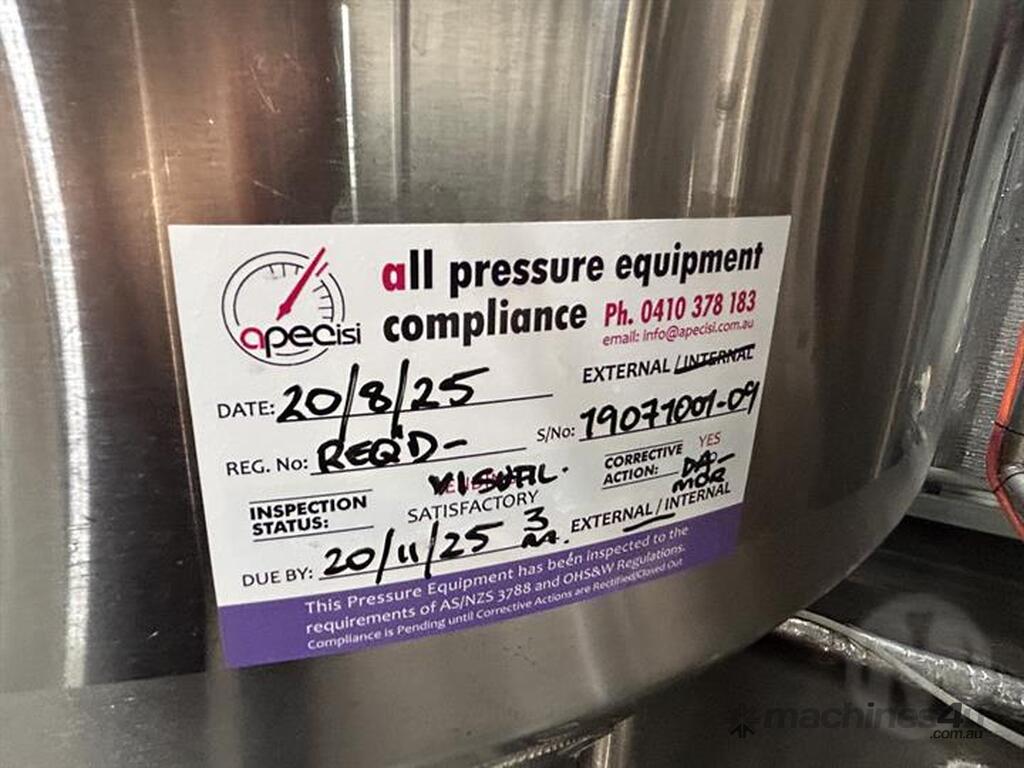 all pressure equipment
compliance Ph. 0410 378 183
email: info@apecisi.com.au
apecisi
DATE: 20/8/25 EXTERNAL / INTERNAL
REG. No: REQ'D- S/No: 19071001-09
INSPECTION
STATUS:
VISUAL.
SATISFACTORY
CORRECTIVE
ACTION:
YES
MOR
DUE BY: 20/11/25 3 EXTERNAL / INTERNAL
This Pressure Equipment has been inspected to the
requirements of AS/NZS 3788 and OHS&W Regulations.
Compliance is Pending until Corrective Actions are Rectified/Closed Out
machines4u
.com.au